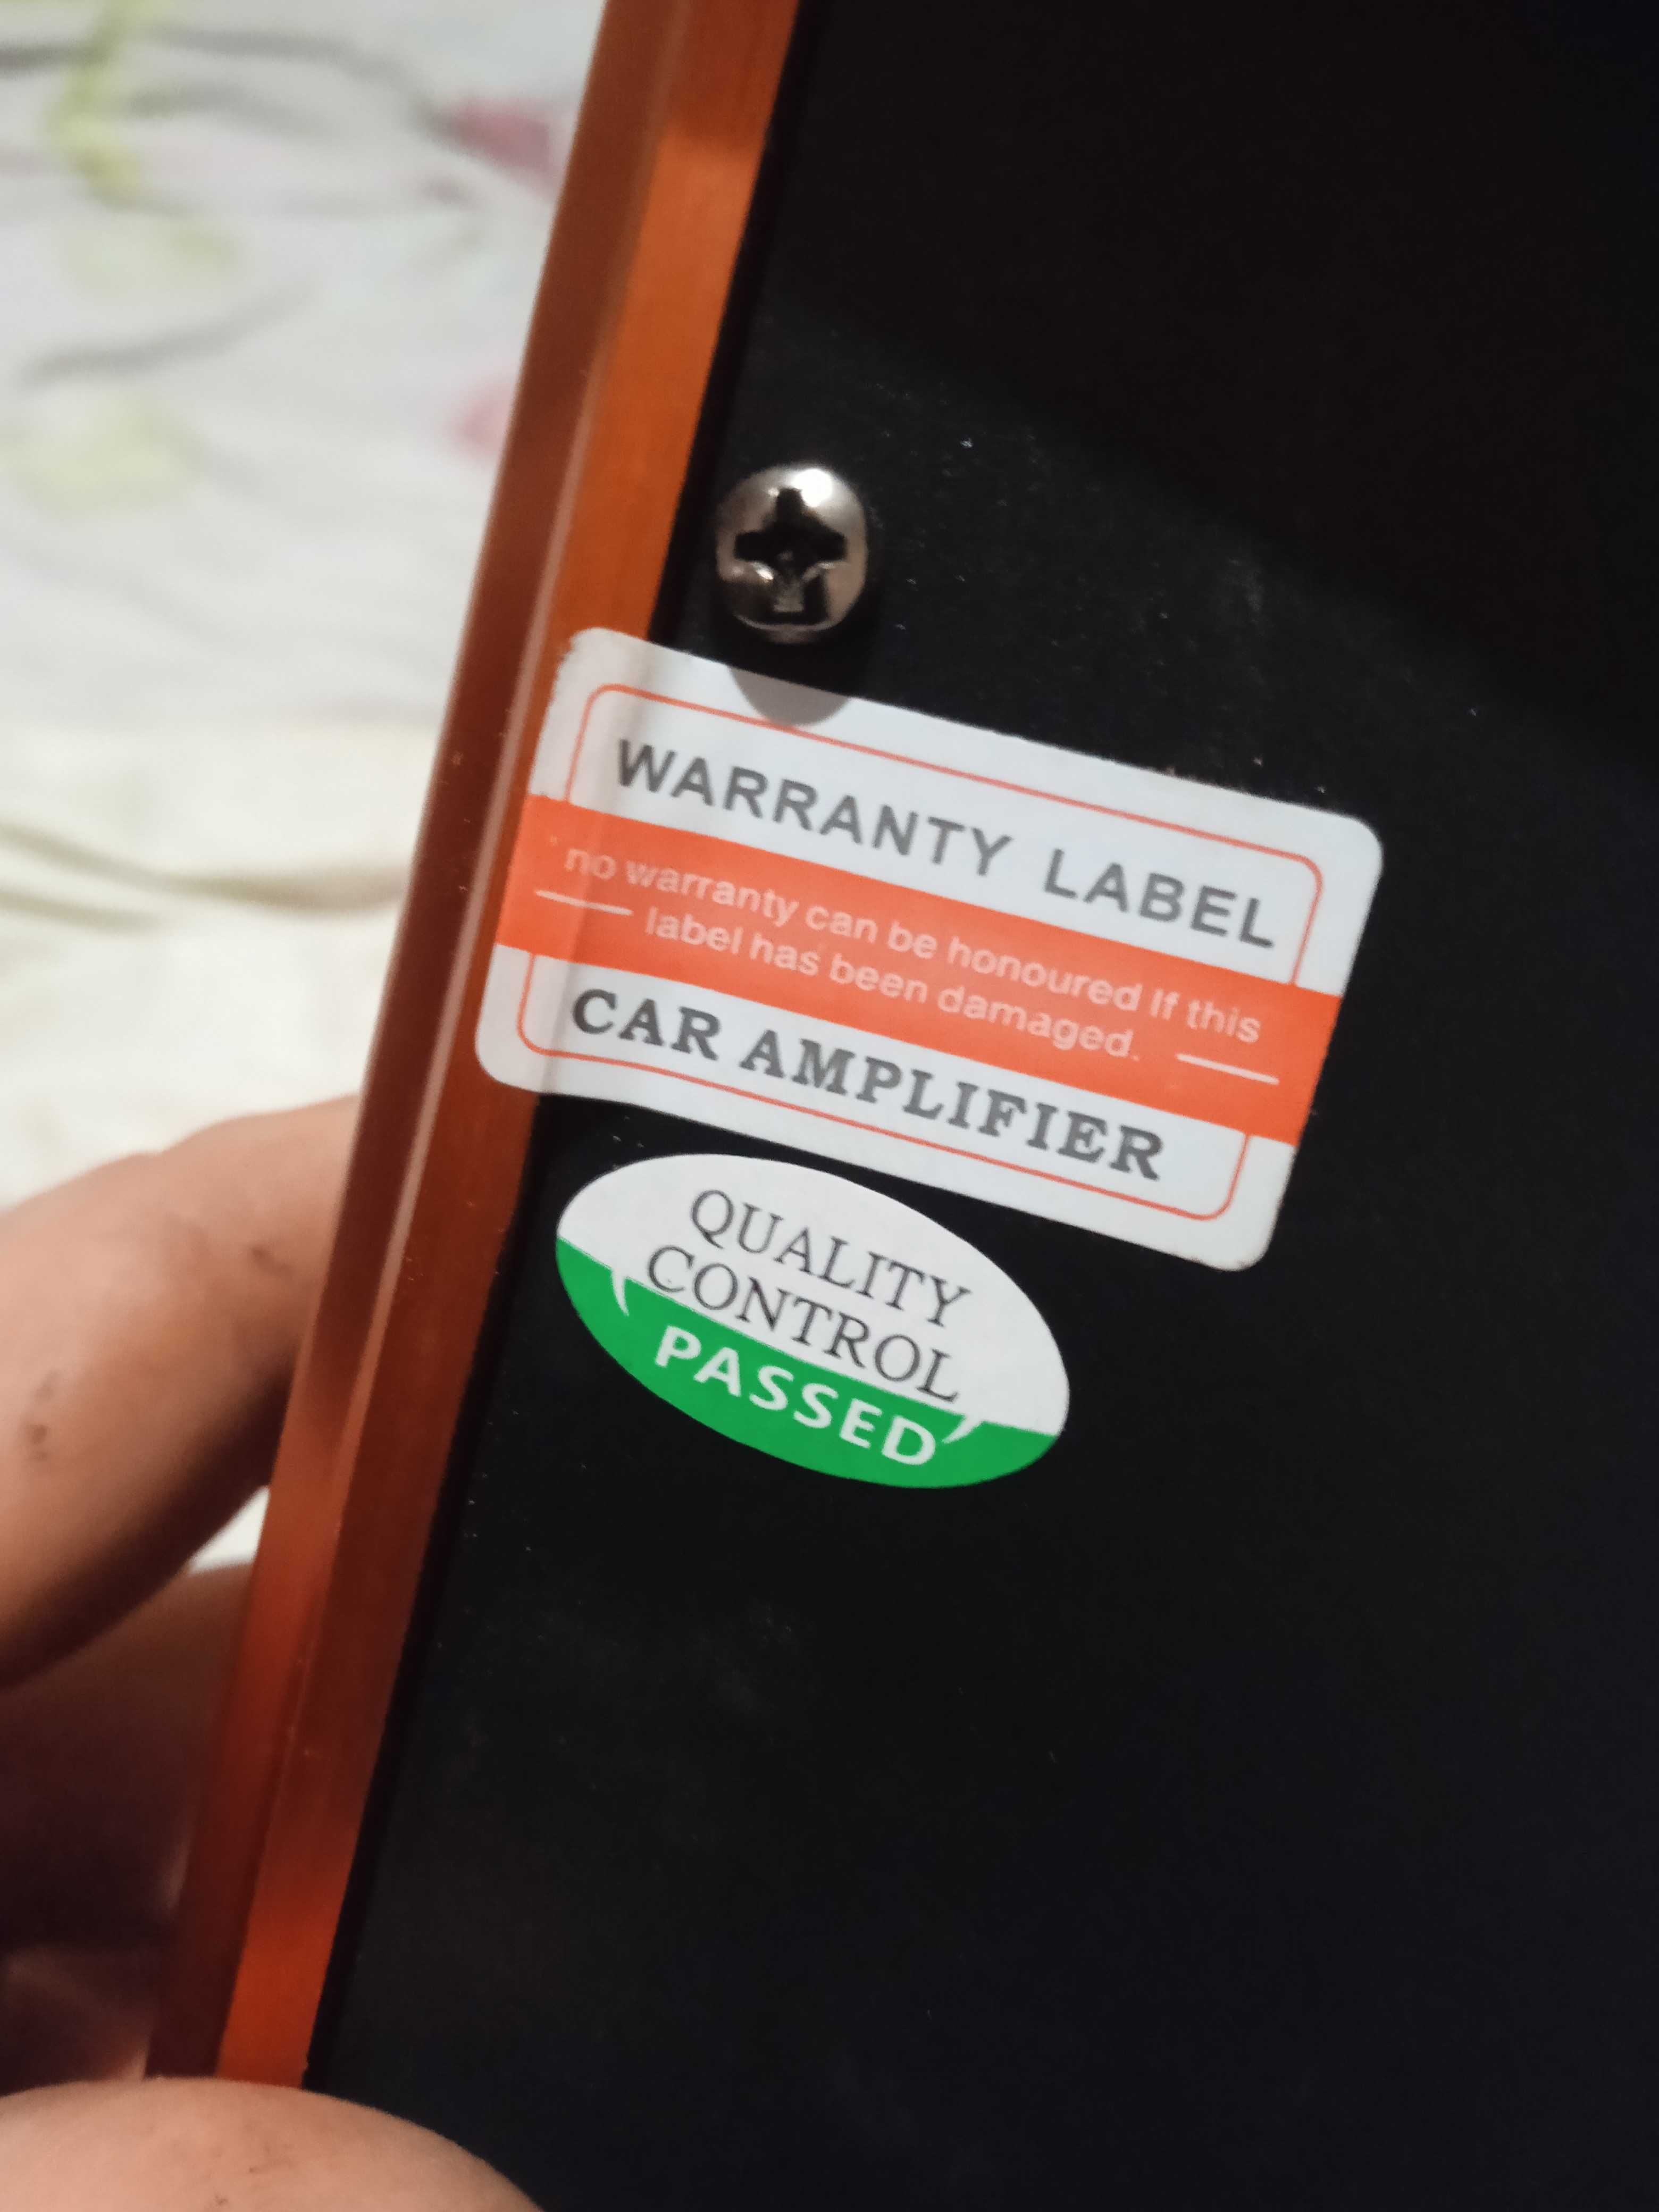 WARRANTY LABEL
no warranty can be honoured if this
label has been damaged.
CAR AMPLIFIER
QUALITY
CONTROL
PASSED